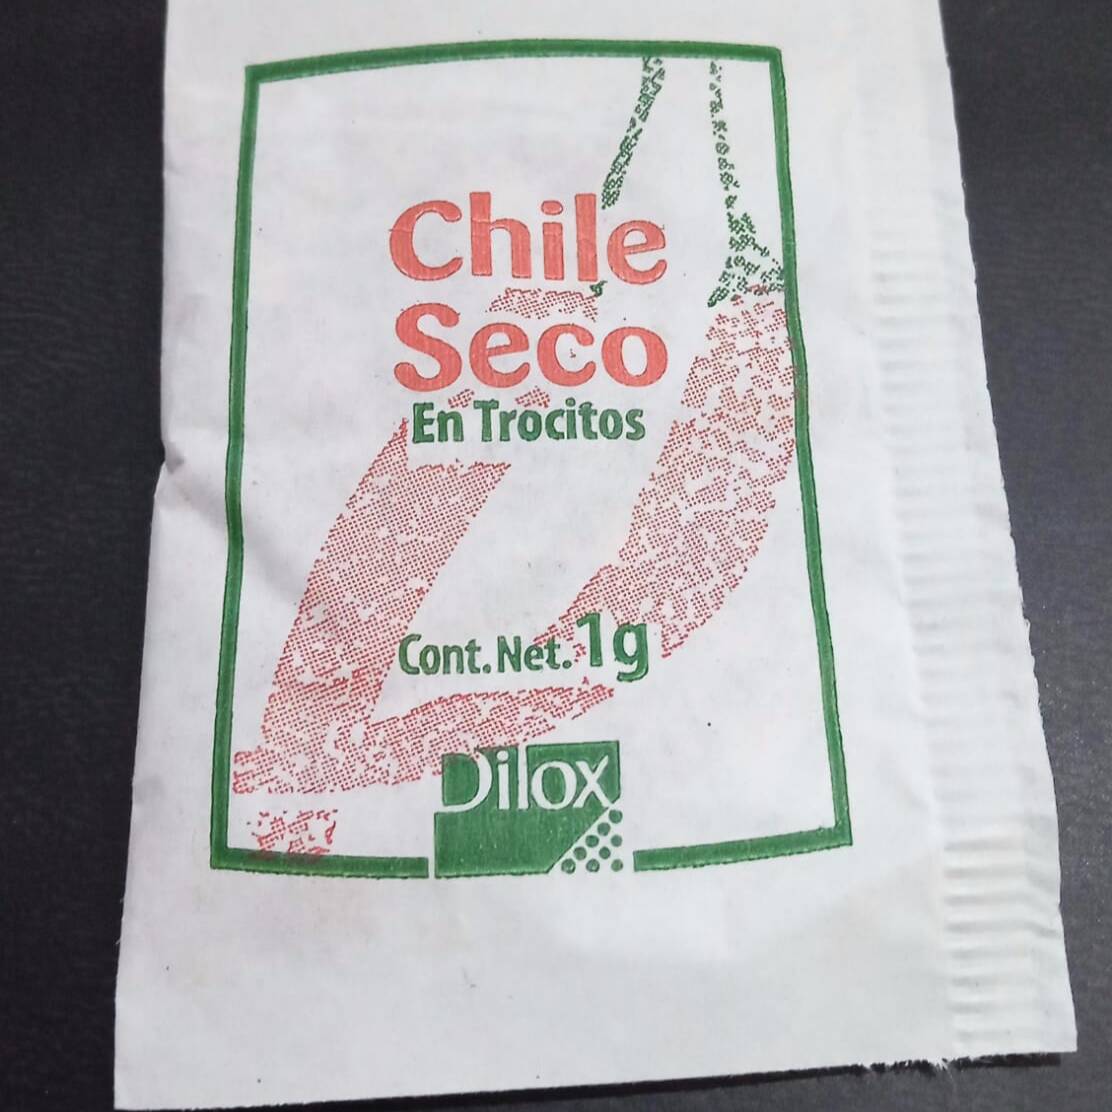 Chile
Seco
En Trocitos
Cont. Net. 1g
Dilox